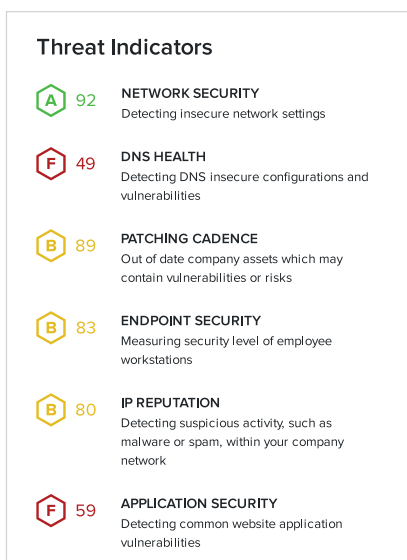 Threat Indicators
A 92 NETWORK SECURITY
Detecting insecure network settings
F 49 DNS HEALTH
Detecting DNS insecure configurations and
vulnerabilities
B 89 PATCHING CADENCE
Out of date company assets which may
contain vulnerabilities or risks
B 83 ENDPOINT SECURITY
Measuring security level of employee
workstations
B 80 IP REPUTATION
Detecting suspicious activity, such as
malware or spam, within your company
network
F 59 APPLICATION SECURITY
Detecting common website application
vulnerabilities